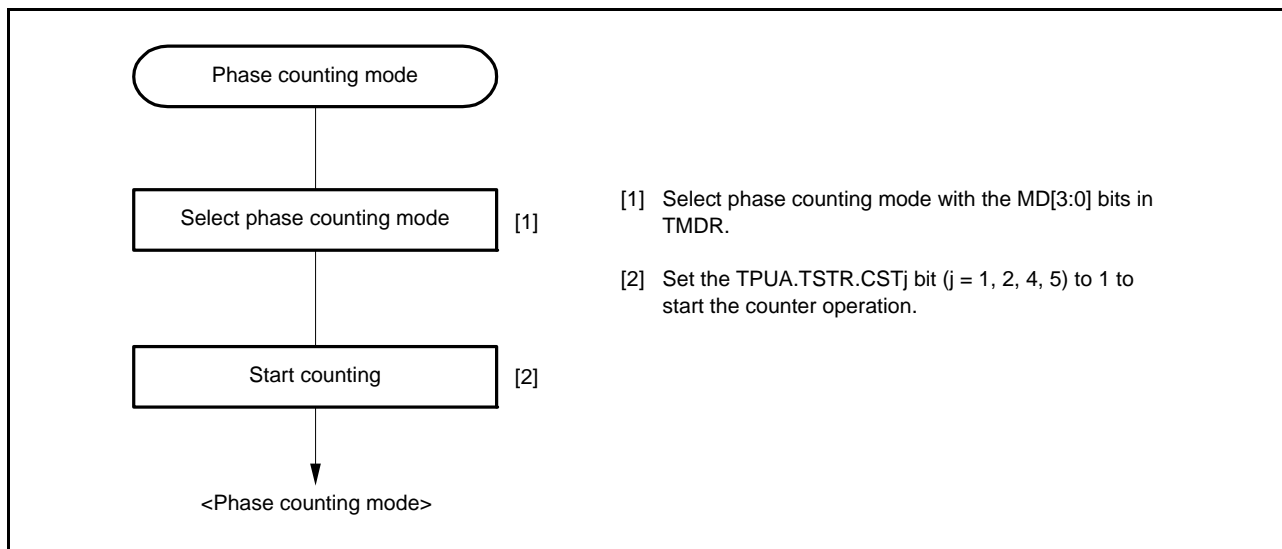 Phase counting mode
Select phase counting mode [1]
[1] Select phase counting mode with the MD[3:0] bits in
TMDR.
[2] Set the TPUA.TSTR.CSTj bit (j = 1, 2, 4, 5) to 1 to
start the counter operation.
Start counting [2]
<Phase counting mode>